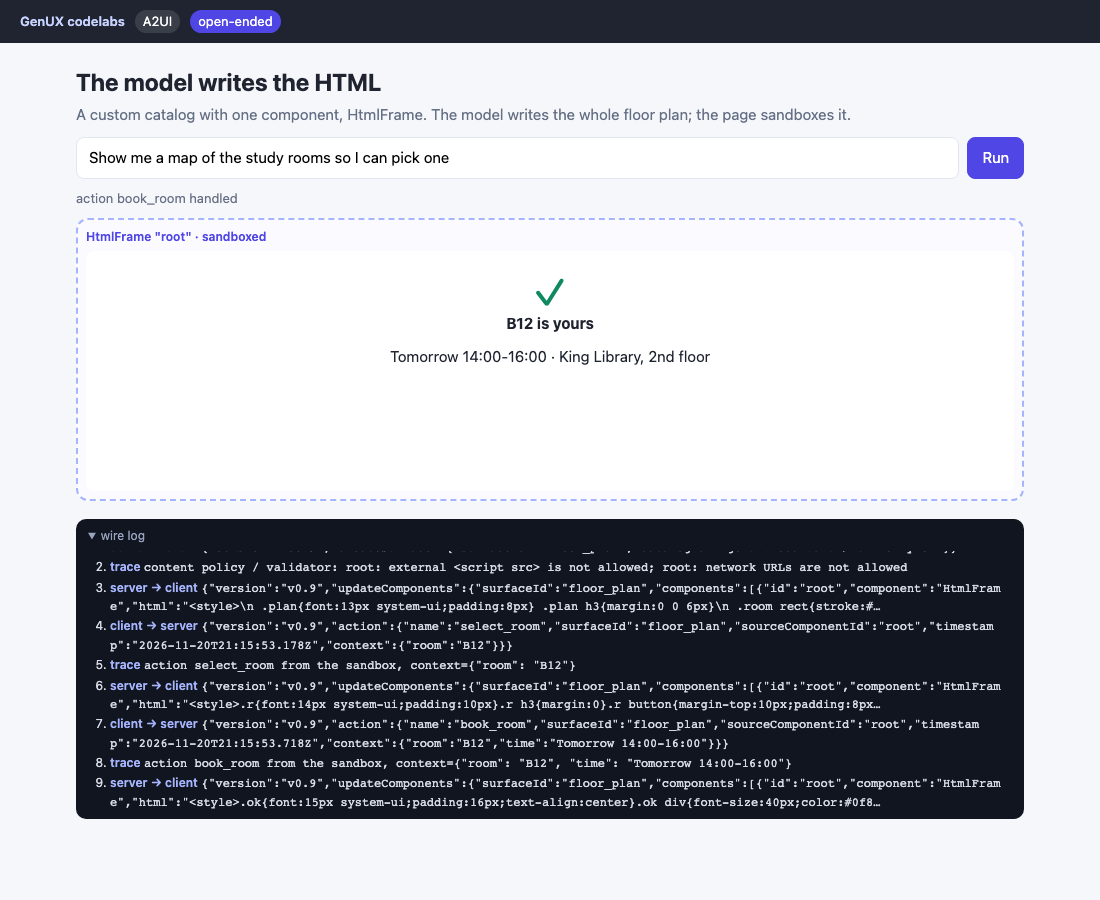 GenUX codelabs A2UI open-ended
The model writes the HTML
A custom catalog with one component, HtmlFrame. The model writes the whole floor plan; the page sandboxes it.
Show me a map of the study rooms so I can pick one Run
action book_room handled
HtmlFrame "root" · sandboxed
✓
B12 is yours
Tomorrow 14:00-16:00 · King Library, 2nd floor
▼ wire log
2. trace content policy / validator: root: external <script src> is not allowed; root: network URLs are not allowed
3. server → client {"version":"v0.9","updateComponents":{"surfaceId":"floor_plan","components":[{"id":"root","component":"HtmlFram
e","html":"<style>\n .plan{font:13px system-ui;padding:8px} .plan h3{margin:0 0 6px}\n .room rect{stroke:#…
4. client → server {"version":"v0.9","action":{"name":"select_room","surfaceId":"floor_plan","sourceComponentId":"root","timestam
p":"2026-11-20T21:15:53.178Z","context":{"room":"B12"}}}
5. trace action select_room from the sandbox, context={"room": "B12"}
6. server → client {"version":"v0.9","updateComponents":{"surfaceId":"floor_plan","components":[{"id":"root","component":"HtmlFram
e","html":"<style>.r{font:14px system-ui;padding:10px}.r h3{margin:0}.r button{margin-top:10px;padding:8px…
7. client → server {"version":"v0.9","action":{"name":"book_room","surfaceId":"floor_plan","sourceComponentId":"root","timestam
p":"2026-11-20T21:15:53.718Z","context":{"room":"B12","time":"Tomorrow 14:00-16:00"}}}
8. trace action book_room from the sandbox, context={"room": "B12", "time": "Tomorrow 14:00-16:00"}
9. server → client {"version":"v0.9","updateComponents":{"surfaceId":"floor_plan","components":[{"id":"root","component":"HtmlFram
e","html":"<style>.ok{font:15px system-ui;padding:16px;text-align:center}.ok div{font-size:40px;color:#0f8…